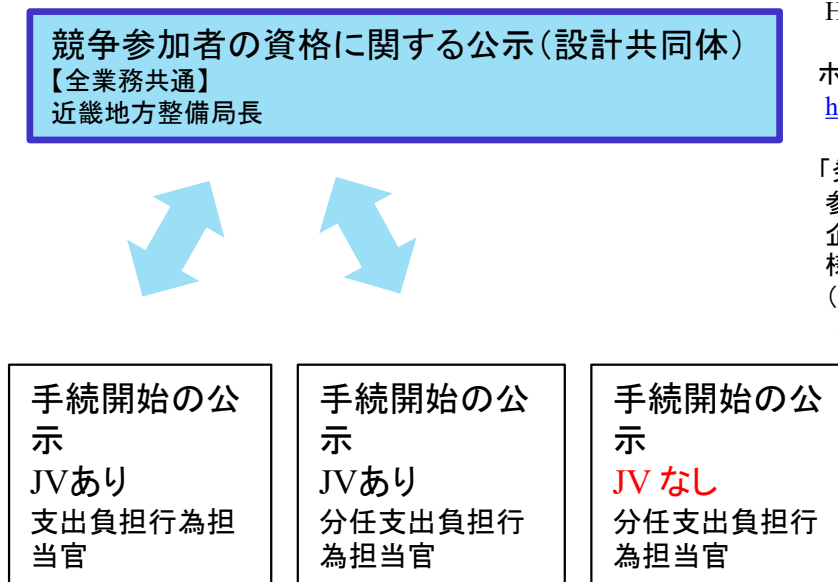 競争参加者の資格に関する公示(設計共同体)
【全業務共通】
近畿地方整備局長
手続開始の公
示
JVあり
支出負担行為担
当官
手続開始の公
示
JVあり
分任支出負担行
為担当官
手続開始の公
示
JV なし
分任支出負担行
為担当官
H
ホ
h
参
企
(